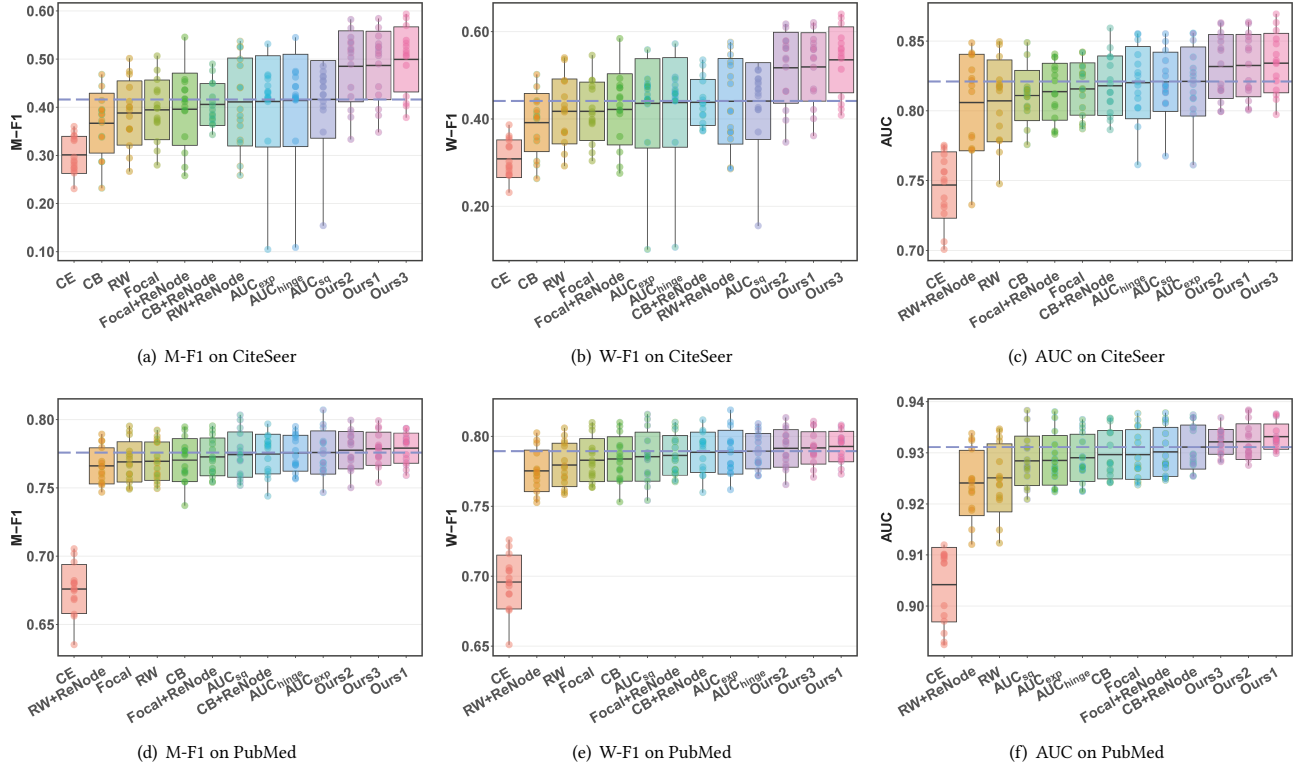 0.60
0.50
0.40
0.30
0.20
0.10
M−F1
CE
CB
RW
Focal
Focal+ReNode
CB+ReNode
RW+ReNode
AUCexp
AUChinge
AUCsq
Ours2
Ours1
Ours3
(a) M-F1 on CiteSeer
0.60
0.40
0.20
W−F1
CE
CB
RW
Focal
Focal+ReNode
AUCexp
AUChinge
CB+ReNode
RW+ReNode
AUCsq
Ours2
Ours1
Ours3
(b) W-F1 on CiteSeer
0.85
0.80
0.75
0.70
AUC
CE
RW+ReNode
RW
CB
Focal+ReNode
Focal
CB+ReNode
AUChinge
AUCsq
AUCexp
Ours2
Ours1
Ours3
(c) AUC on CiteSeer
0.80
0.75
0.70
0.65
M−F1
CE
RW+ReNode
Focal
RW
CB
Focal+ReNode
AUCsq
CB+ReNode
AUChinge
AUCexp
Ours2
Ours3
Ours1
(d) M-F1 on PubMed
0.80
0.75
0.70
0.65
W−F1
CE
RW+ReNode
RW
Focal
CB
AUCsq
Focal+ReNode
CB+ReNode
AUCexp
AUChinge
Ours2
Ours3
Ours1
(e) W-F1 on PubMed
0.94
0.93
0.92
0.91
0.90
AUC
CE
RW+ReNode
RW
AUCsq
AUCexp
AUChinge
CB
Focal
Focal+ReNode
CB+ReNode
Ours3
Ours2
Ours1
(f) AUC on PubMed